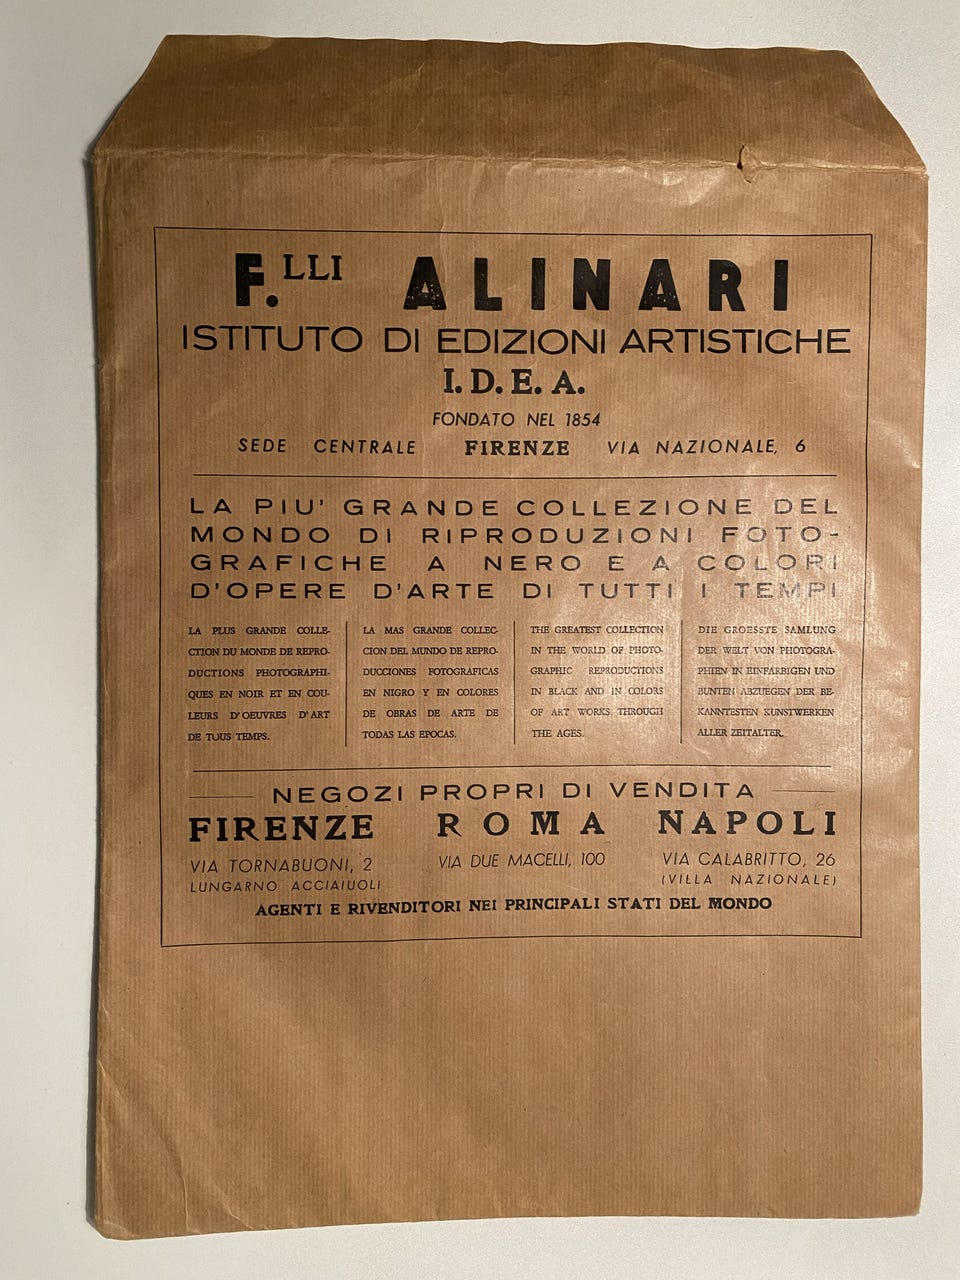 F.LLI ALINARI
ISTITUTO DI EDIZIONI ARTISTICHE
I. D. E. A.
FONDATO NEL 1854
SEDE CENTRALE FIRENZE VIA NAZIONALE, 6
LA PIU' GRANDE COLLEZIONE DEL
MONDO DI RIPRODUZIONI FOTO-
GRAFICHE A NERO E A COLORI
D'OPERE D'ARTE DI TUTTI I TEMPI
LA PLUS GRANDE COLLE-
CTION DU MONDE DE REPRO-
DUCTIONS PHOTOGRAPHI-
QUES EN NOIR ET EN COU-
LEURS D'OEUVRES D'ART
DE TOUS TEMPS.
LA MAS GRANDE COLLEC-
CION DEL MUNDO DE REPRO-
DUCCIONES FOTOGRAFICAS
EN NIGRO Y EN COLORES
DE OBRAS DE ARTE DE
TODAS LAS EPOCAS.
THE GREATEST COLLECTION
IN THE WORLD OF PHOTO-
GRAPHIC REPRODUCTIONS
IN BLACK AND IN COLORS
OF ART WORKS THROUGH
THE AGES.
DIE GROESSTE SAMLUNG
DER WELT VON PHOTOGRA-
PHIEN IN EINFARBIGEN UND
BUNTEN ABZUEGEN DER BE-
KANNTESTEN KUNSTWERKEN
ALLER ZEITALTER.
NEGOZI PROPRI DI VENDITA
FIRENZE ROMA NAPOLI
VIA TORNABUONI, 2 VIA DUE MACELLI, 100 VIA CALABRITTO, 26
LUNGARNO ACCIAIUOLI (VILLA NAZIONALE)
AGENTI E RIVENDITORI NEI PRINCIPALI STATI DEL MONDO